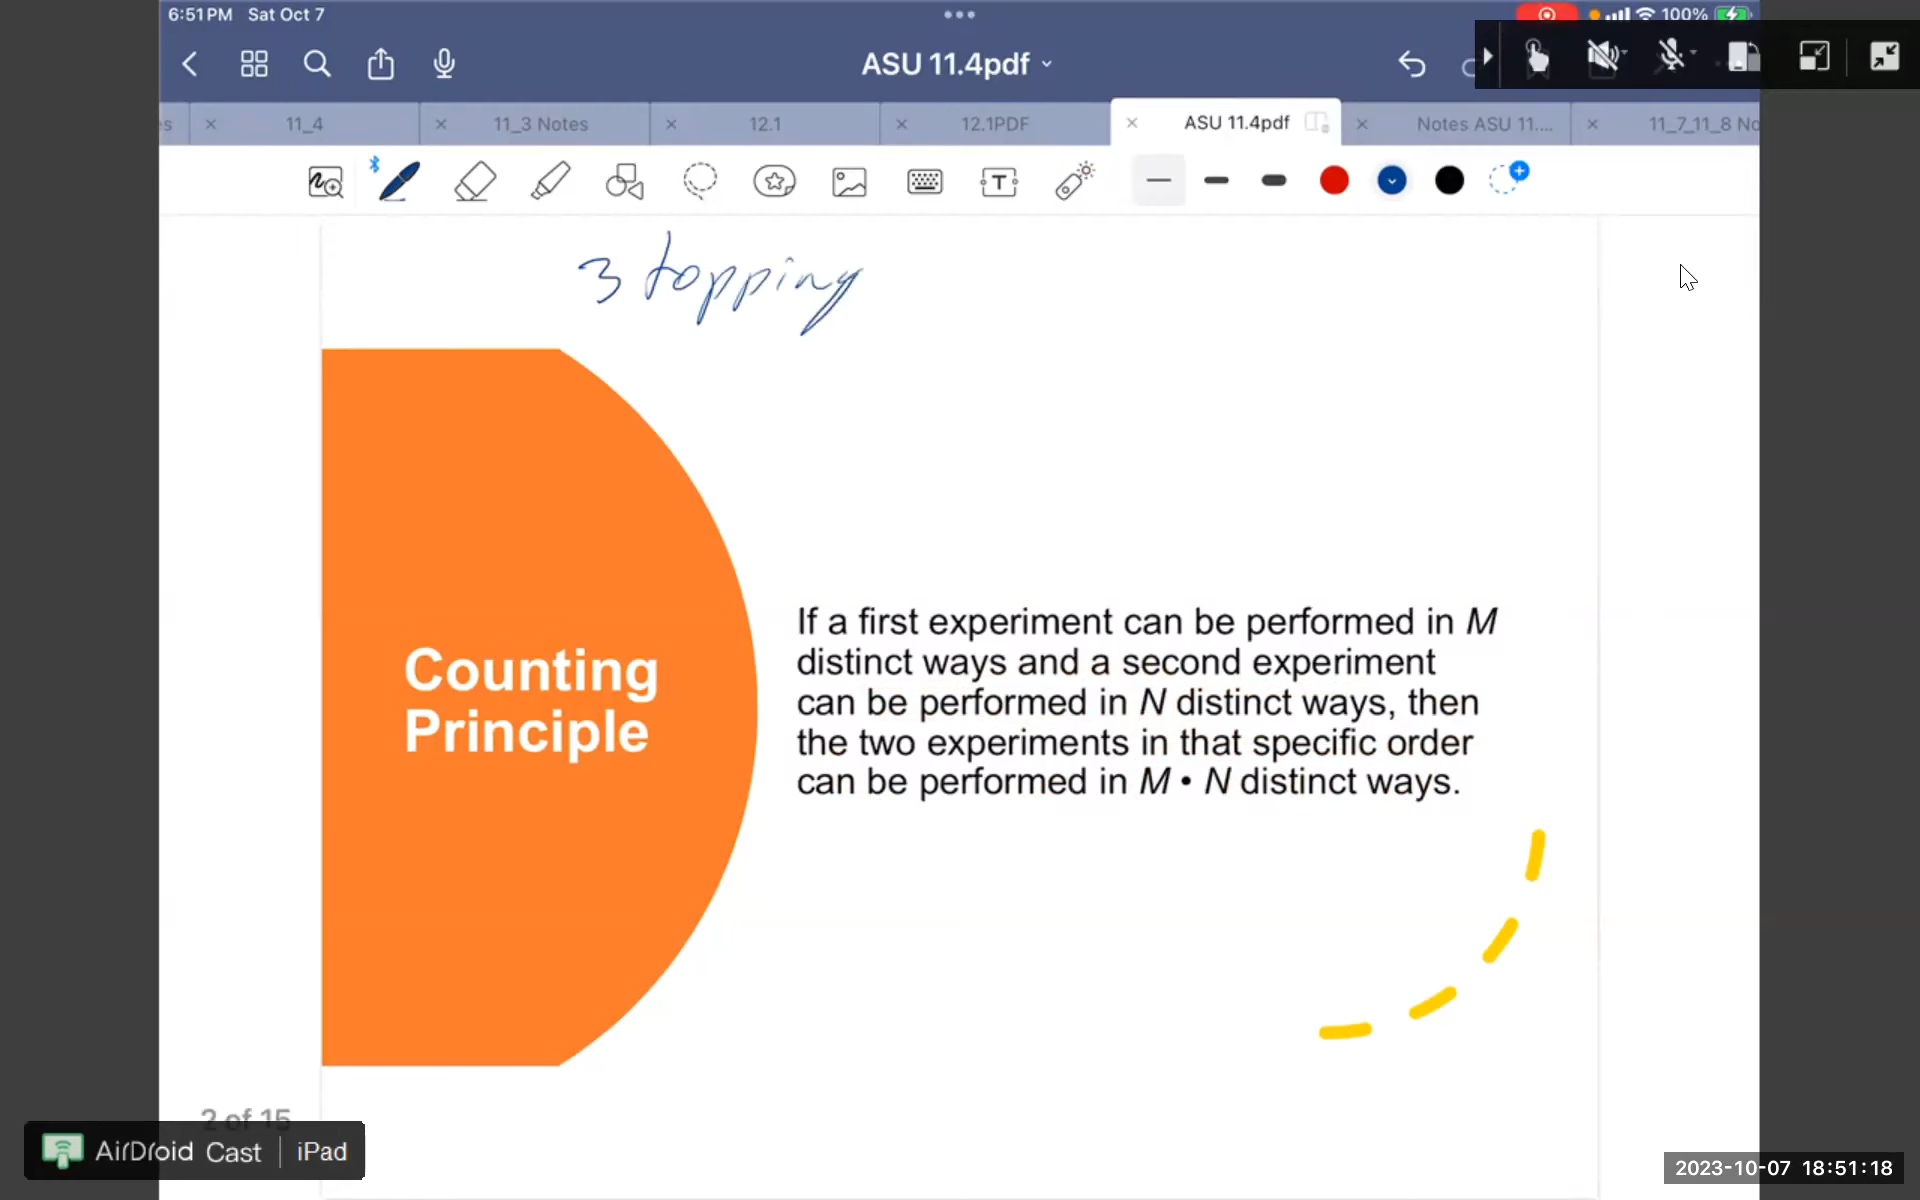 6:51PM Sat Oct 7
100%
ASU 11.4pdf
11_4
11_3 Notes
12.1
12.1PDF
ASU 11.4pdf
Notes ASU 11....
11_7_11_8 No
T
3 topping
Counting
Principle
If a first experiment can be performed in M
distinct ways and a second experiment
can be performed in N distinct ways, then
the two experiments in that specific order
can be performed in M • N distinct ways.
2 of 15
AirDroid Cast | iPad
2023-10-07 18:51:18